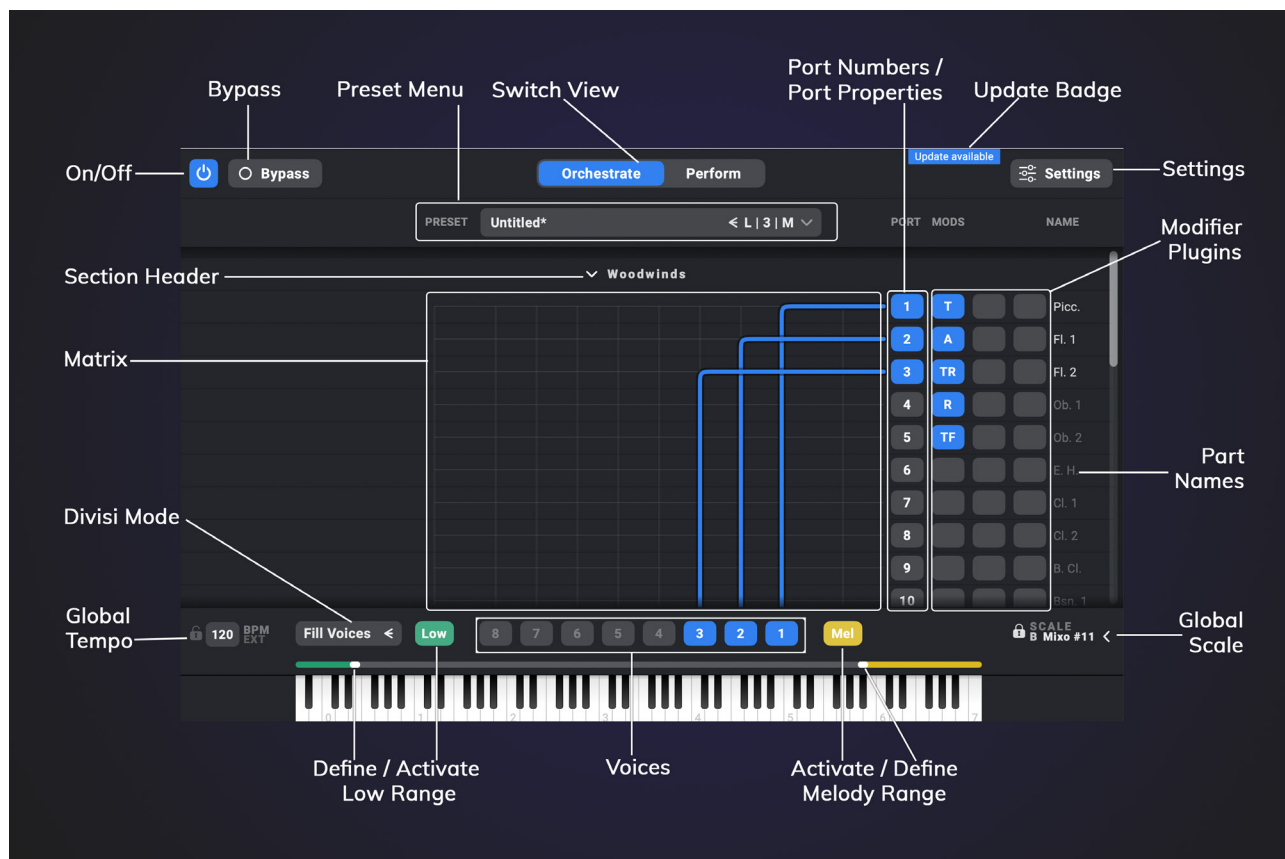 Port Numbers /
Bypass Preset Menu Switch View Port Properties Update Badge
Update available
On/Off Bypass Orchestrate Perform Settings Settings
PRESET Untitled* < L | 3 | M PORT MODS NAME
Modifier
Plugins
Section Header Woodwinds
1 T Picc.
2 A Fl. 1
Matrix
3 TR Fl. 2
4 R Ob. 1
5 TF Ob. 2
Part
Names
6 E. H.
7 Cl. 1
Divisi Mode
8 Cl. 2
9 B. Cl.
10 Bsn. 1
Global
Tempo
120 BPM
EXT
Fill Voices < Low 8 7 6 5 4 3 2 1 Mel
SCALE
B Mixo #11 <
Global
Scale
0 1 2 3 4 5 6 7
Define / Activate
Low Range
Voices
Activate / Define
Melody Range